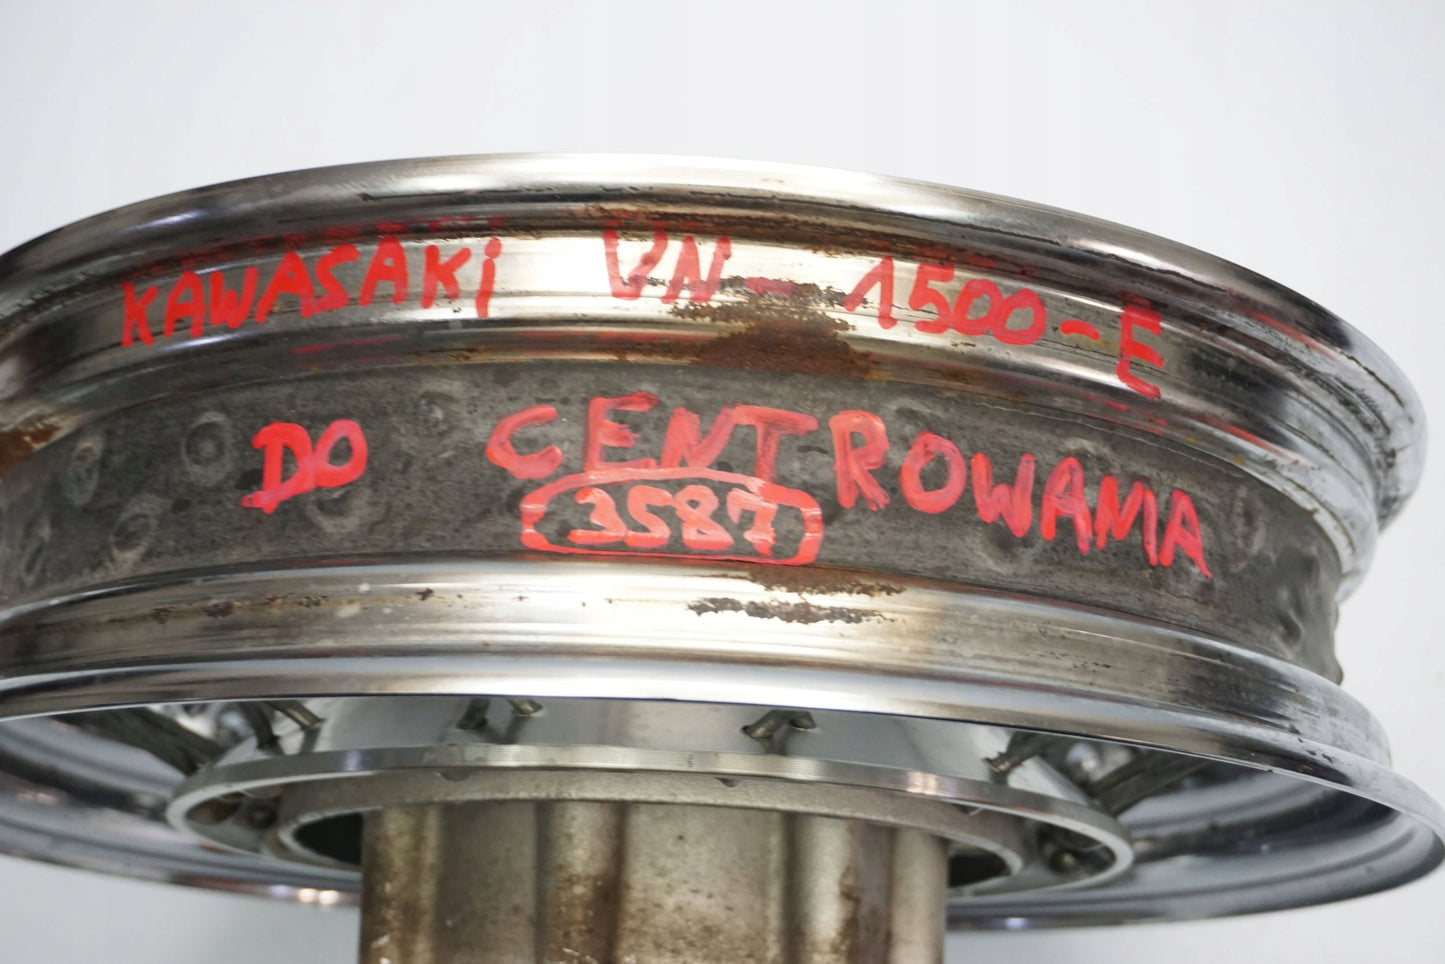 KAWASAKi VN-1500-E
DO CENTROWANIA
3587